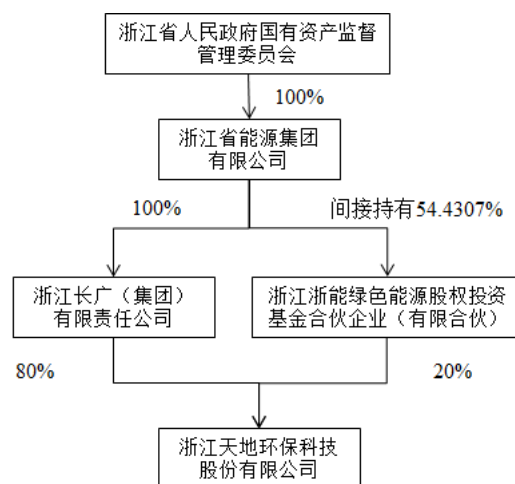 浙江省人民政府国有资产监督
管理委员会
100%
浙江省能源集团
有限公司
100%
间接持有54.4307%
浙江长广（集团）
有限责任公司
浙江浙能绿色能源股权投资
基金合伙企业（有限合伙）
80%
20%
浙江天地环保科技
股份有限公司